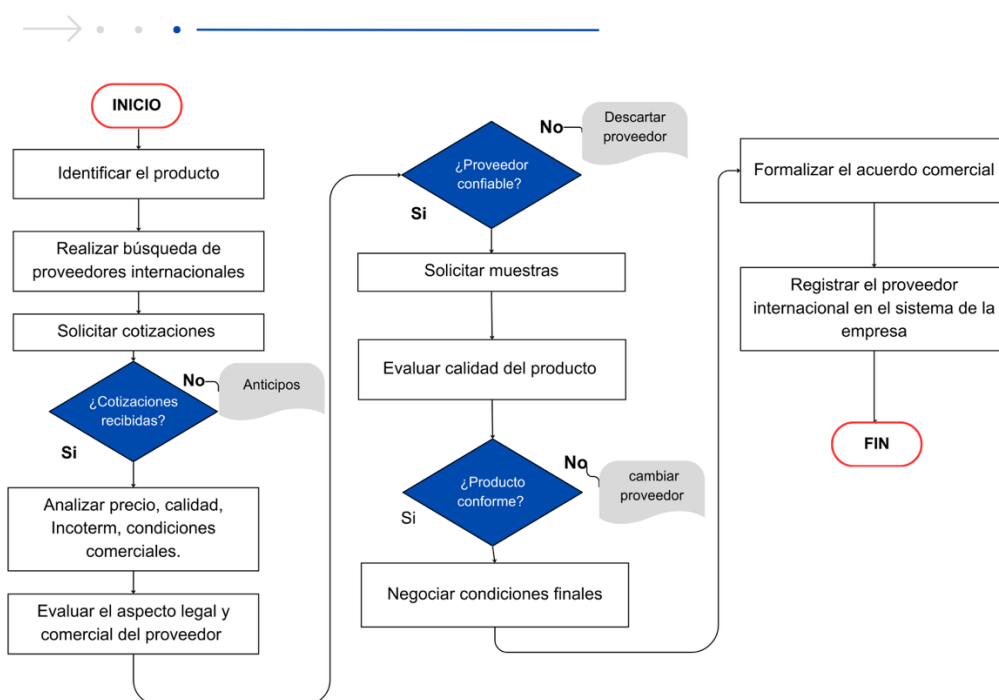 INICIO
Identificar el producto
Realizar búsqueda de
proveedores internacionales
Solicitar cotizaciones
¿Cotizaciones
recibidas?
No
Anticipos
Si
Analizar precio, calidad,
Incoterm, condiciones
comerciales.
Evaluar el aspecto legal y
comercial del proveedor
¿Proveedor
confiable?
No
Descartar
proveedor
Si
Solicitar muestras
Evaluar calidad del producto
¿Producto
conforme?
No
cambiar
proveedor
Si
Negociar condiciones finales
Formalizar el acuerdo comercial
Registrar el proveedor
internacional en el sistema de la
empresa
FIN